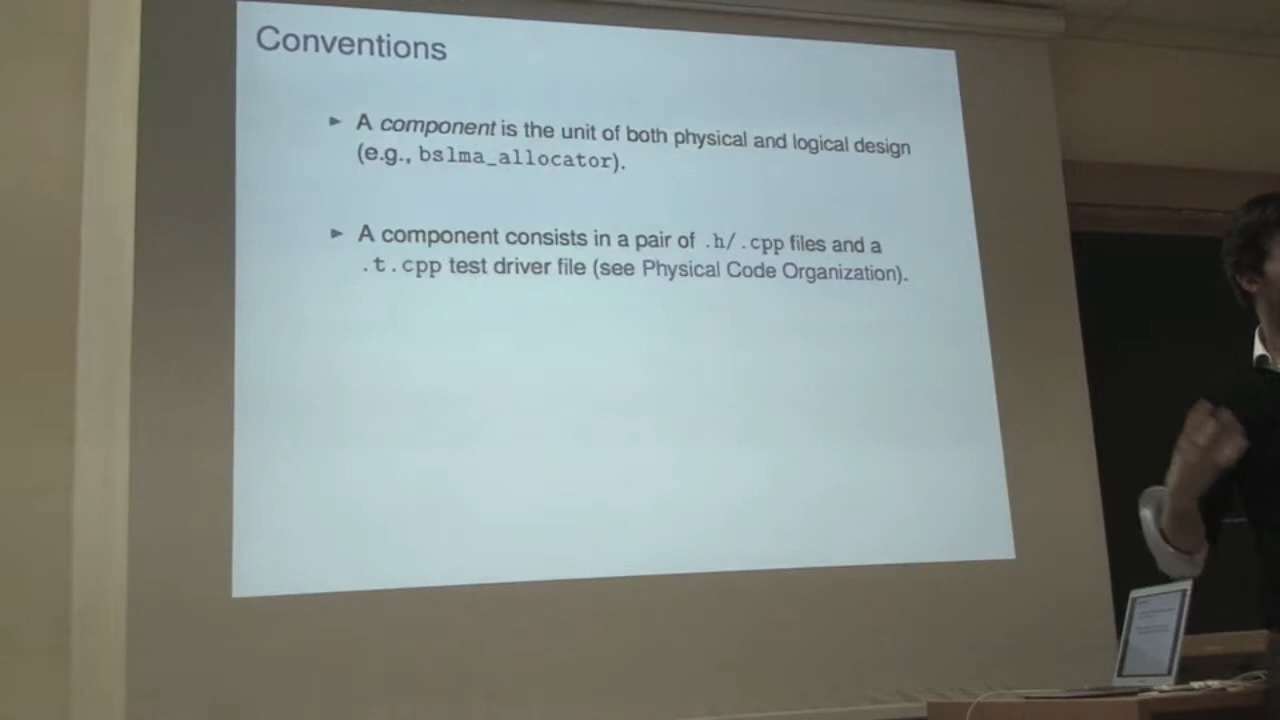 Conventions
► A component is the unit of both physical and logical design
(e.g., bslma_allocator).
► A component consists in a pair of .h/.cpp files and a
.t.cpp test driver file (see Physical Code Organization).